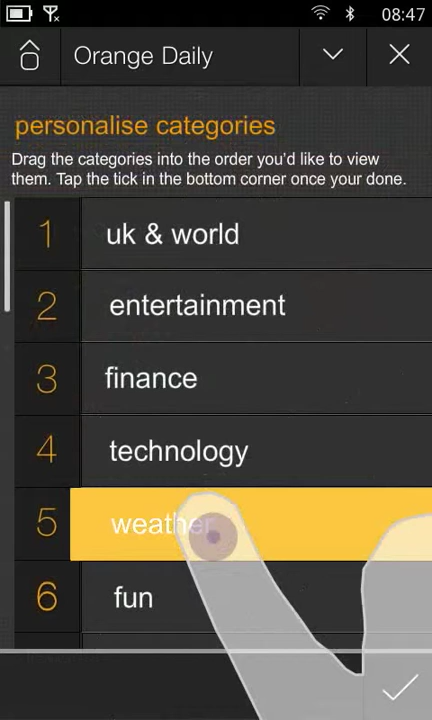 08:47
Orange Daily
personalise categories
Drag the categories into the order you'd like to view
them. Tap the tick in the bottom corner once your done.
1 uk & world
2 entertainment
3 finance
4 technology
5 weather
6 fun